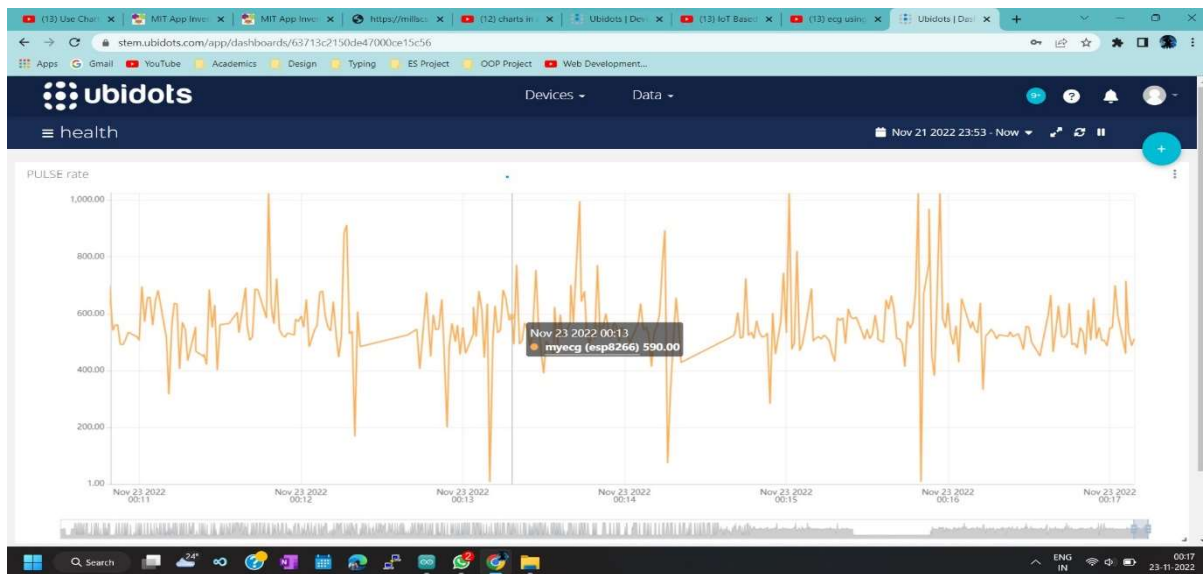 (13) Use Chart
MIT App Inven
MIT App Inven
https://millsc
(12) charts in
Ubidots | Dev
(13) IoT Based
(13) ecg using
Ubidots | Das
stem.ubidots.com/app/dashboards/63713c2150de47000ce15c56
Apps Gmail YouTube Academics Design Typing ES Project OOP Project Web Development...
ubidots Devices Data 9+ ?
health Nov 21 2022 23:53 - Now
+
PULSE rate
1,000.00
800.00
600.00
400.00
200.00
1.00
Nov 23 2022 00:13
myecg (esp8266) 590.00
Nov 23 2022 Nov 23 2022 Nov 23 2022 Nov 23 2022 Nov 23 2022 Nov 23 2022 Nov 23 2022
00:11 00:12 00:13 00:14 00:15 00:16 00:17
Search 24° 2 ENG 00:17
IN 23-11-2022